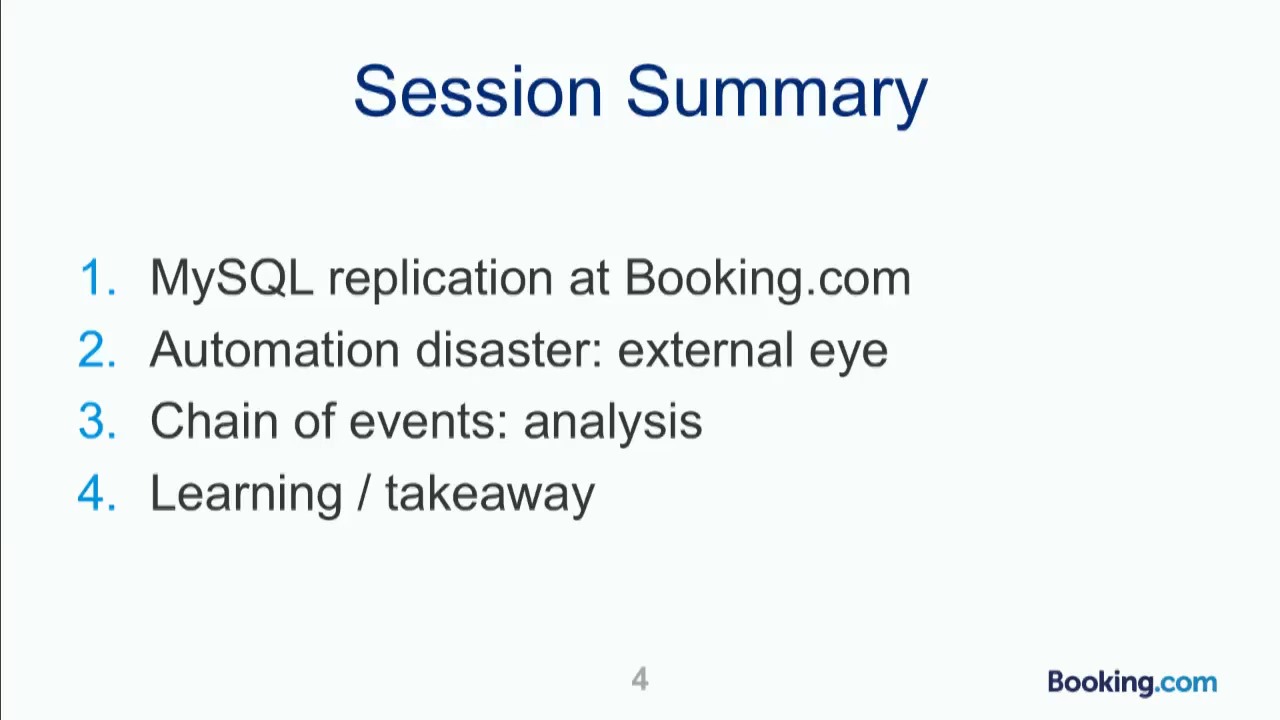 Session Summary
1. MySQL replication at Booking.com
2. Automation disaster: external eye
3. Chain of events: analysis
4. Learning / takeaway
4
Booking.com